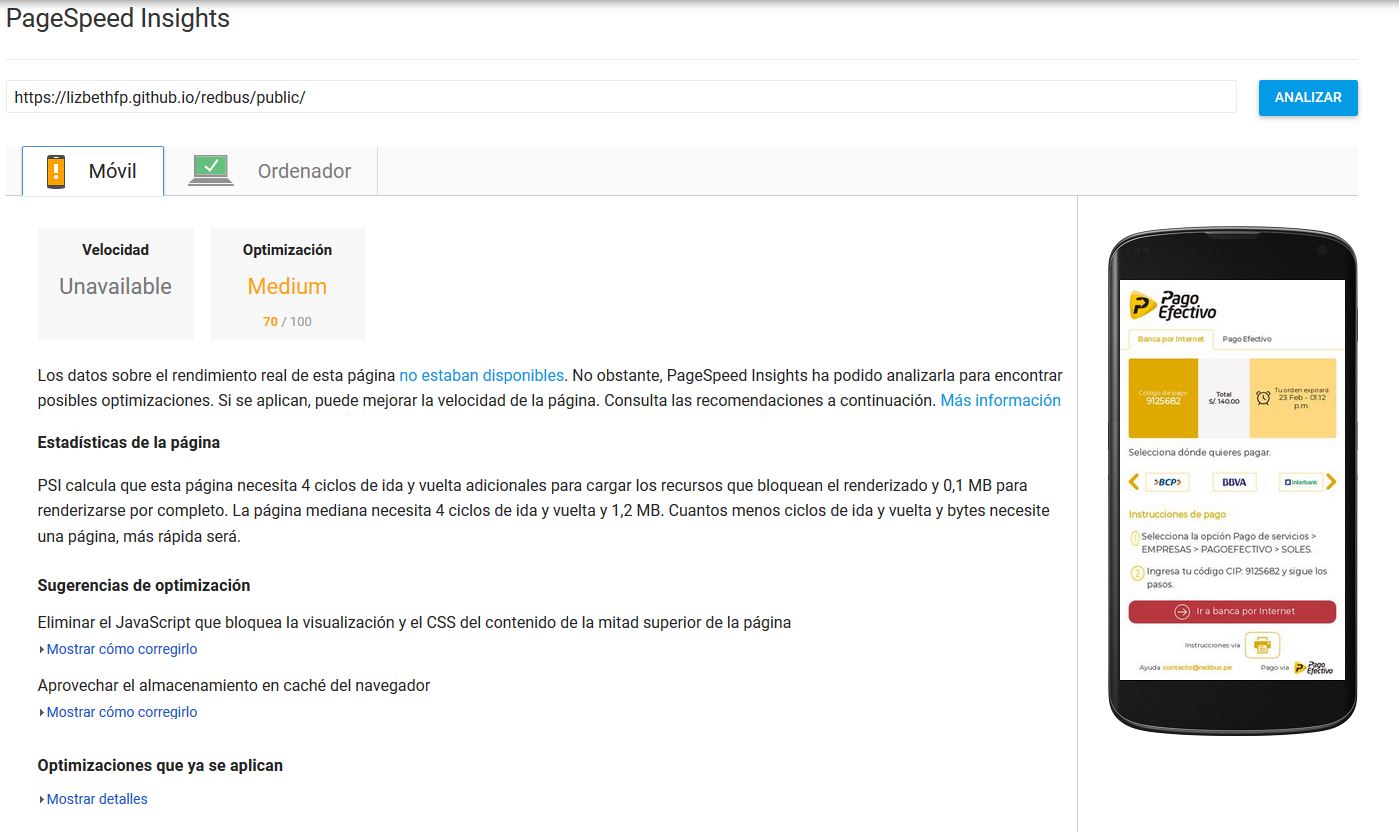 PageSpeed Insights
https://lizbethfp.github.io/redbus/public/
ANALIZAR
Móvil
Ordenador
Velocidad
Unavailable
Optimización
Medium
70 / 100
Los datos sobre el rendimiento real de esta página no estaban disponibles. No obstante, PageSpeed Insights ha podido analizarla para encontrar
posibles optimizaciones. Si se aplican, puede mejorar la velocidad de la página. Consulta las recomendaciones a continuación. Más información
Estadísticas de la página
PSI calcula que esta página necesita 4 ciclos de ida y vuelta adicionales para cargar los recursos que bloquean el renderizado y 0,1 MB para
renderizarse por completo. La página mediana necesita 4 ciclos de ida y vuelta y 1,2 MB. Cuantos menos ciclos de ida y vuelta y bytes necesite
una página, más rápida será.
Sugerencias de optimización
Eliminar el JavaScript que bloquea la visualización y el CSS del contenido de la mitad superior de la página
Mostrar cómo corregirlo
Aprovechar el almacenamiento en caché del navegador
Mostrar cómo corregirlo
Optimizaciones que ya se aplican
Mostrar detalles
P Pago
Efectivo
Banca por Internet
Pago Efectivo
Código de pago
9125682
Total
S/. 140.00
Tu orden expirará:
23 Feb - 01:12
p.m.
Selecciona dónde quieres pagar.
BCP
BBVA
Interbank
Instrucciones de pago
1 Selecciona la opción Pago de servicios >
EMPRESAS > PAGOEFECTIVO > SOLES.
2 Ingresa tu código CIP: 9125682 y sigue los
pasos.
Ir a banca por Internet
Instrucciones vía
Ayuda contacto@redbus.pe
Pago vía
P Pago
Efectivo